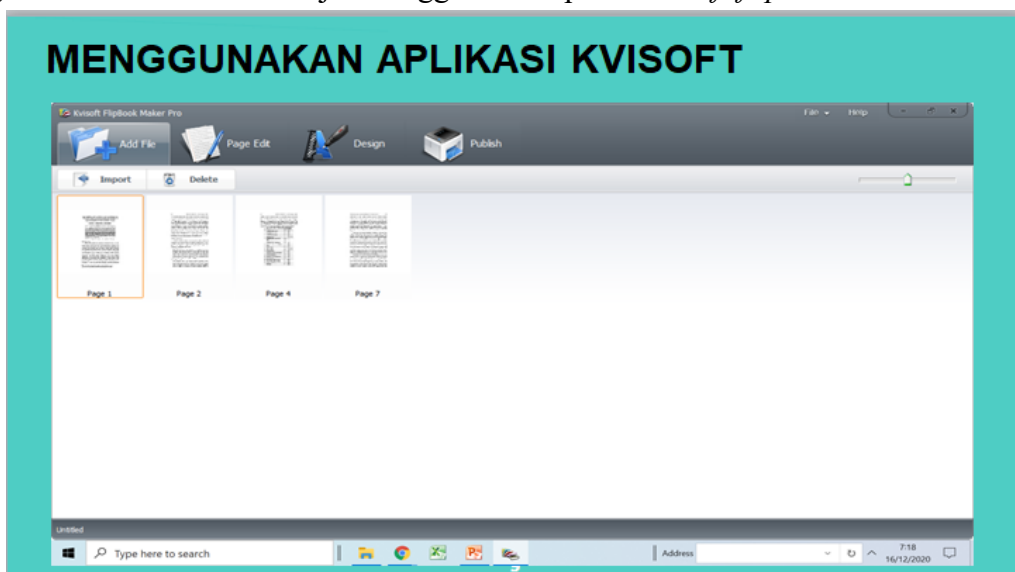 MENGGUNAKAN APLIKASI KVISOFT
Kvisoft FlipBook Maker Pro
File Help
Add File Page Edit Design Publish
Import Delete
Page 1 Page 2 Page 4 Page 7
Untitled
Type here to search
Address
7:18
16/12/2020